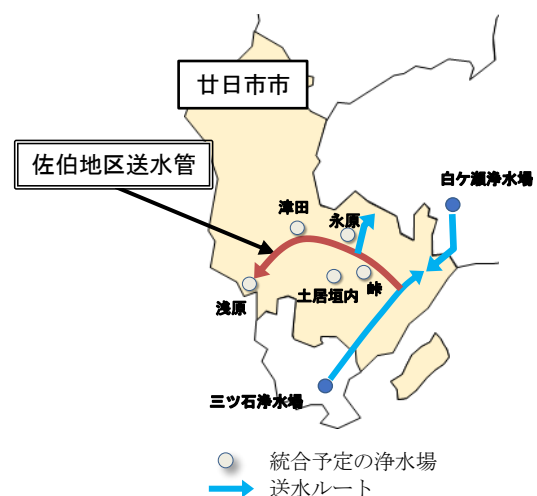 廿日市市
佐伯地区送水管
白ケ瀬浄水場
津田
永原
土居垣内
峠
浅原
三ツ石浄水場
統合予定の浄水場
送水ルート